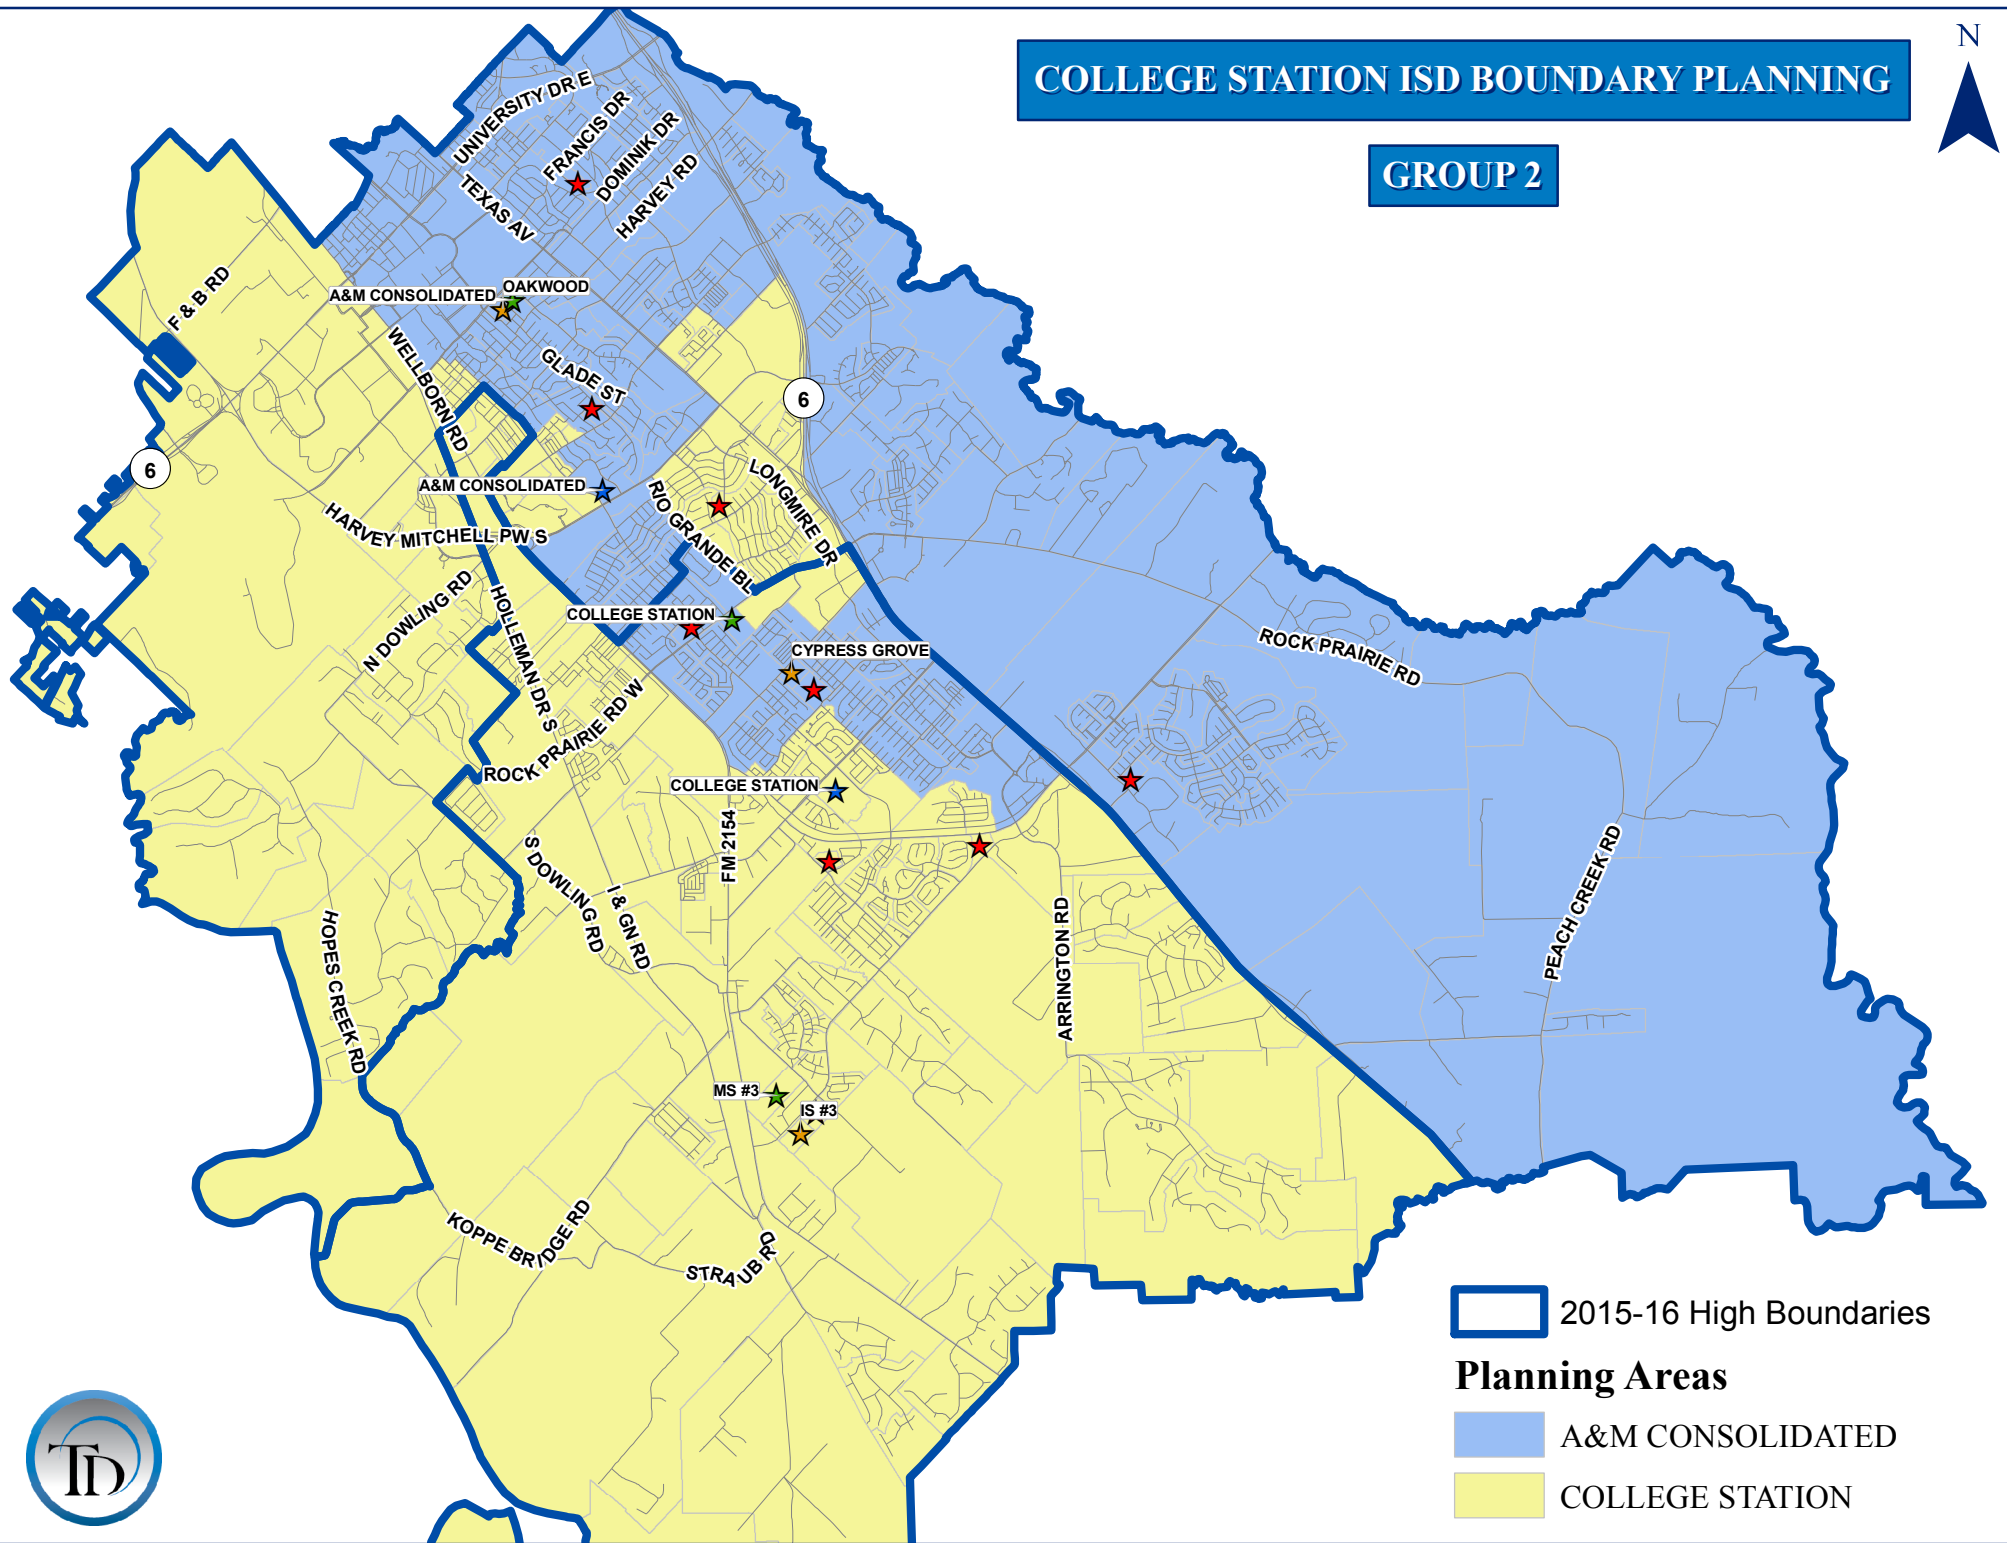 COLLEGE STATION ISD BOUNDARY PLANNING
N
GROUP 2
UNIVERSITY DR E
FRANCIS DR
DOMINIK DR
HARVEY RD
TEXAS AV
F & B RD
A&M CONSOLIDATED
OAKWOOD
WELLBORN RD
GLADE ST
6
6
A&M CONSOLIDATED
LONGMIRE DR
RIO GRANDE BL
HARVEY MITCHELL PW S
N DOWLING RD
HOLLEMAN DR S
COLLEGE STATION
CYPRESS GROVE
ROCK PRAIRIE RD
ROCK PRAIRIE RD W
COLLEGE STATION
FM 2154
S DOWLING RD
I & GN RD
HOPES CREEK RD
ARRINGTON RD
PEACH CREEK RD
MS #3
IS #3
KOPPE BRIDGE RD
STRAUB RD
2015-16 High Boundaries
Planning Areas
A&M CONSOLIDATED
COLLEGE STATION
TD